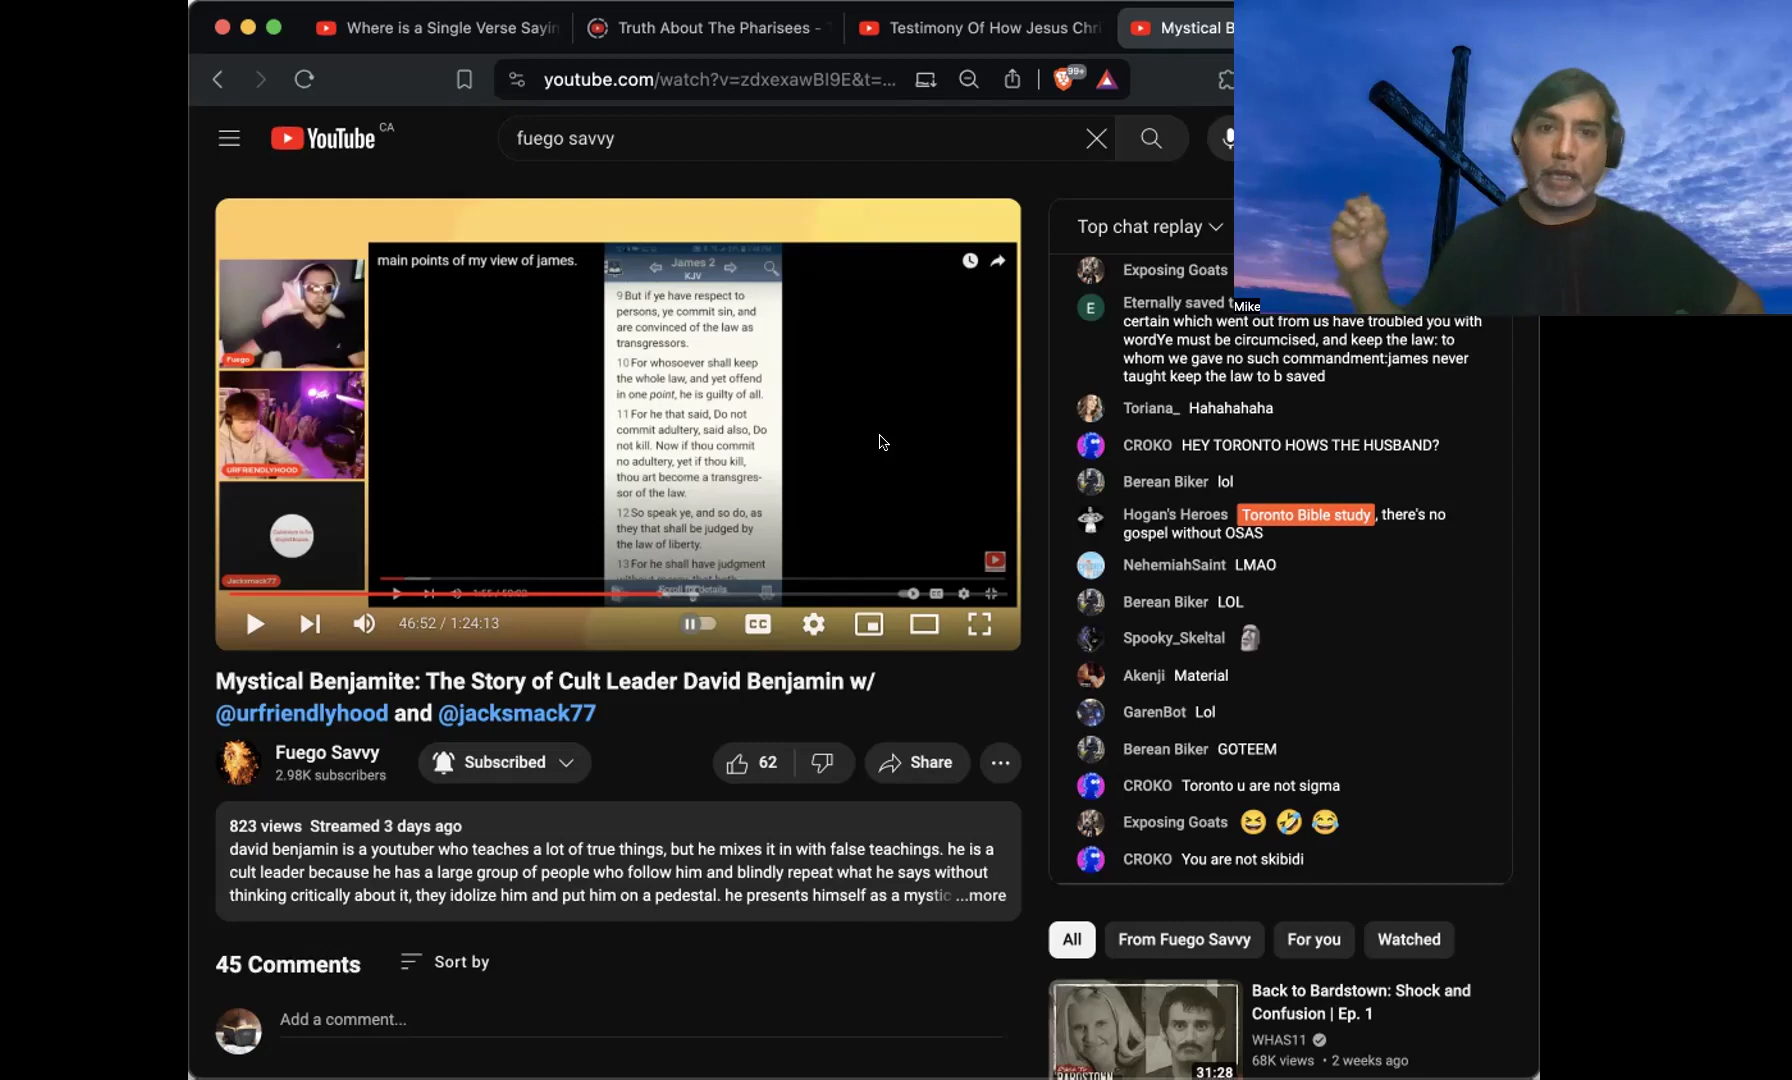 Where is a Single Verse Sayin
Truth About The Pharisees -
Testimony Of How Jesus Chri
Mystical B
youtube.com/watch?v=zdxexawBI9E&t=...
99+
YouTube CA
fuego savvy
main points of my view of james.
James 2
KJV
9 But if ye have respect to
persons, ye commit sin, and
are convinced of the law as
transgressors.
10 For whosoever shall keep
the whole law, and yet offend
in one point, he is guilty of all.
11 For he that said, Do not
commit adultery, said also, Do
not kill. Now if thou commit
no adultery, yet if thou kill,
thou art become a transgres-
sor of the law.
12 So speak ye, and so do, as
they that shall be judged by
the law of liberty.
13 For he shall have judgment
Scroll for details
Fuego
URFRIENDLYHOOD
Jacksmack77
46:52 / 1:24:13
CC
Mystical Benjamite: The Story of Cult Leader David Benjamin w/
@urfriendlyhood and @jacksmack77
Fuego Savvy
2.98K subscribers
Subscribed
62
Share
823 views Streamed 3 days ago
david benjamin is a youtuber who teaches a lot of true things, but he mixes it in with false teachings. he is a
cult leader because he has a large group of people who follow him and blindly repeat what he says without
thinking critically about it, they idolize him and put him on a pedestal. he presents himself as a mystic ...more
45 Comments
Sort by
Add a comment...
Mike
Top chat replay
Exposing Goats
E
Eternally saved t
certain which went out from us have troubled you with
wordYe must be circumcised, and keep the law: to
whom we gave no such commandment:james never
taught keep the law to b saved
Toriana_ Hahahahaha
CROKO HEY TORONTO HOWS THE HUSBAND?
Berean Biker lol
Hogan's Heroes Toronto Bible study, there's no
gospel without OSAS
NehemiahSaint LMAO
Berean Biker LOL
Spooky_Skeltal
Akenji Material
GarenBot Lol
Berean Biker GOTEEM
CROKO Toronto u are not sigma
Exposing Goats
CROKO You are not skibidi
All
From Fuego Savvy
For you
Watched
Back to Bardstown: Shock and
Confusion | Ep. 1
WHAS11
68K views • 2 weeks ago
31:28